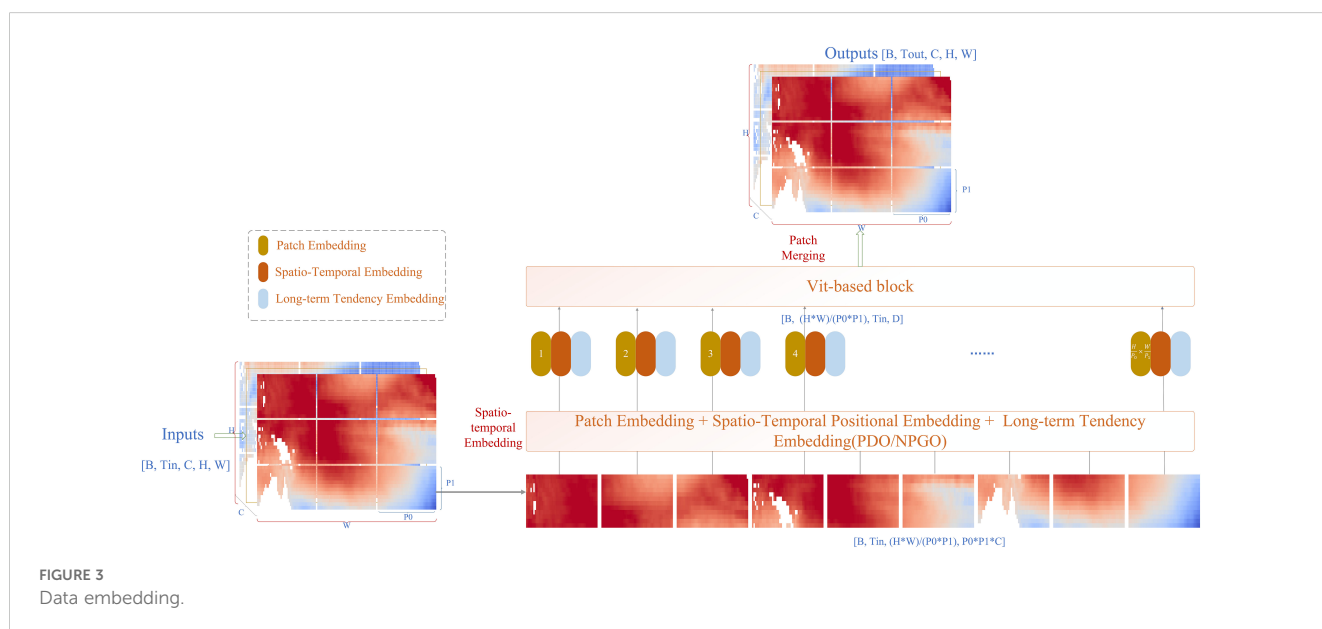 Outputs [B, Tout, C, H, W]
H
P1
C
P0
W
Patch
Merging
Patch Embedding
Spatio-Temporal Embedding
Long-term Tendency Embedding
Vit-based block
[B, (H*W)/(P0*P1), Tin, D]
1
2
3
4
......
Inputs
[B, Tin, C, H, W]
H
P1
C
P0
W
Spatio-
temporal
Embedding
Patch Embedding + Spatio-Temporal Positional Embedding + Long-term Tendency
Embedding(PDO/NPGO)
[B, Tin, (H*W)/(P0*P1), P0*P1*C]
FIGURE 3
Data embedding.